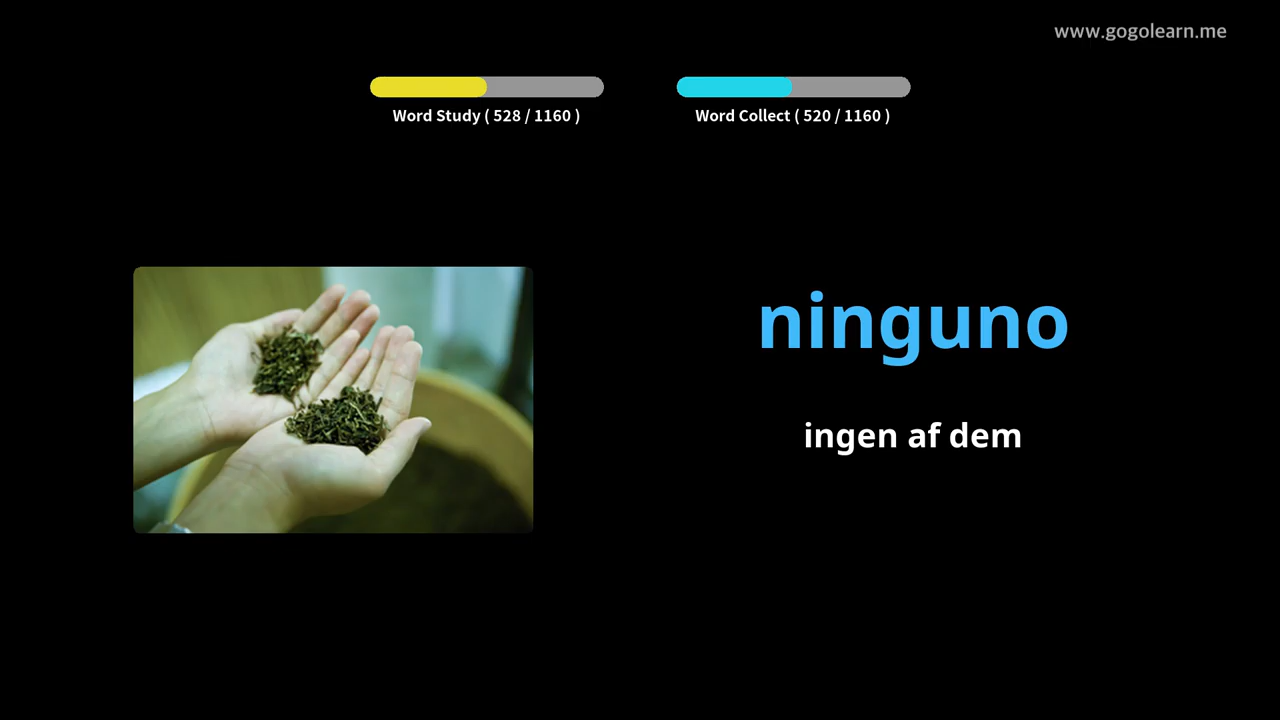 www.gogolearn.me
Word Study ( 528 / 1160 )
Word Collect ( 520 / 1160 )
ninguno
ingen af dem